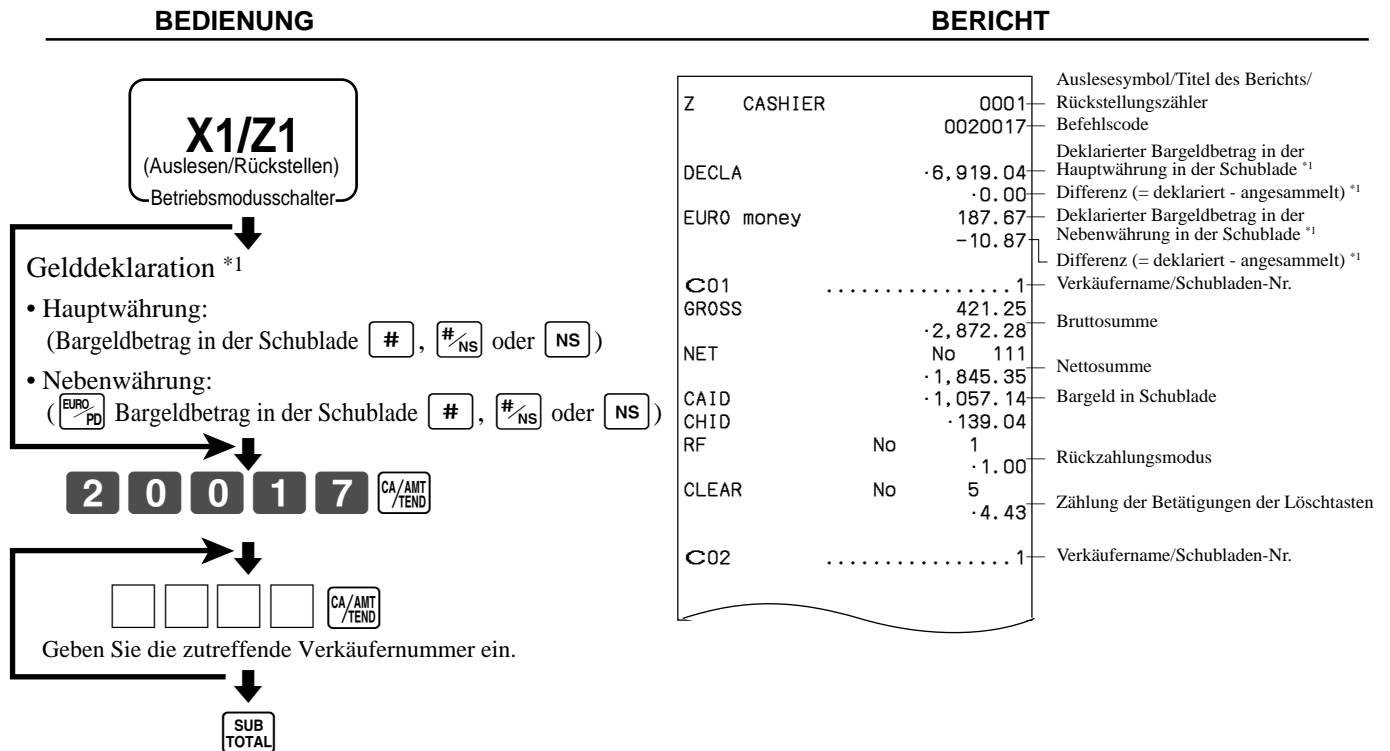 BEDIENUNG
BERICHT
X1/Z1
(Auslesen/Rückstellen)
Betriebsmodusschalter
Gelddeklaration *1
• Hauptwährung:
(Bargeldbetrag in der Schublade # , #/NS oder NS )
• Nebenwährung:
( EURO/PD Bargeldbetrag in der Schublade # , #/NS oder NS )
2 0 0 1 7 CA/AMT/TEND
CA/AMT/TEND
Geben Sie die zutreffende Verkäufernummer ein.
SUB
TOTAL
Z CASHIER 0001
0020017
DECLA ·6,919.04
·0.00
EURO money 187.67
-10.87
C01 .................1
GROSS 421.25
·2,872.28
NET No 111
·1,845.35
CAID ·1,057.14
CHID ·139.04
RF No 1
·1.00
CLEAR No 5
·4.43
C02 .................1
Auslesesymbol/Titel des Berichts/
Rückstellungszähler
Befehlscode
Deklarierter Bargeldbetrag in der
Hauptwährung in der Schublade *1
Differenz (= deklariert - angesammelt) *1
Deklarierter Bargeldbetrag in der
Nebenwährung in der Schublade *1
Differenz (= deklariert - angesammelt) *1
Verkäufername/Schubladen-Nr.
Bruttosumme
Nettosumme
Bargeld in Schublade
Rückzahlungsmodus
Zählung der Betätigungen der Löschtasten
Verkäufername/Schubladen-Nr.